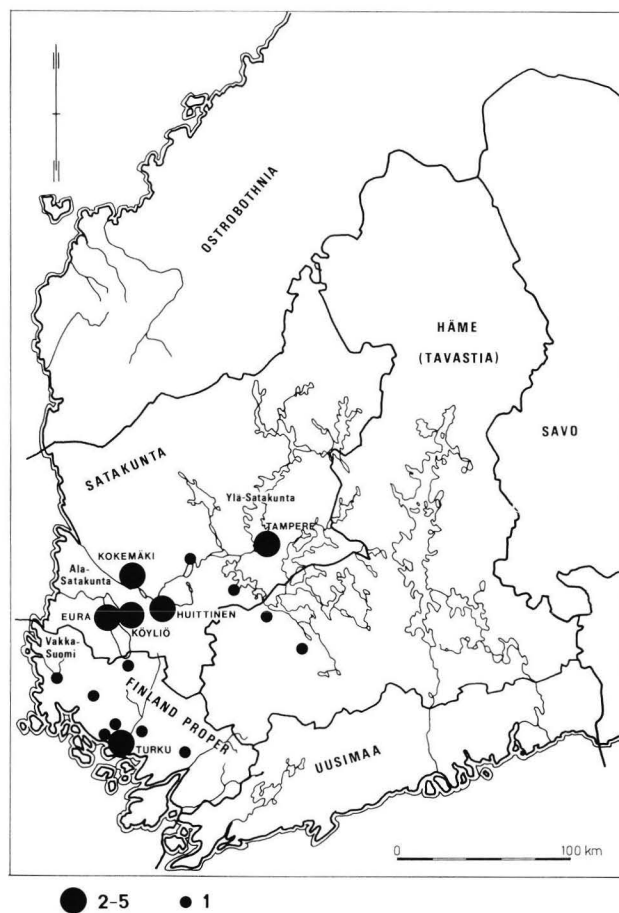 OSTROBOTHNIA
HÄME
(TAVASTIA)
SAVO
SATAKUNTA
Ylä-Satakunta
TAMPERE
KOKEMÄKI
Ala-
Satakunta
EURA
HUITTINEN
KÖYLIÖ
Vakka-
Suomi
FINLAND PROPER
TURKU
UUSIMAA
0 100 km
2-5 1